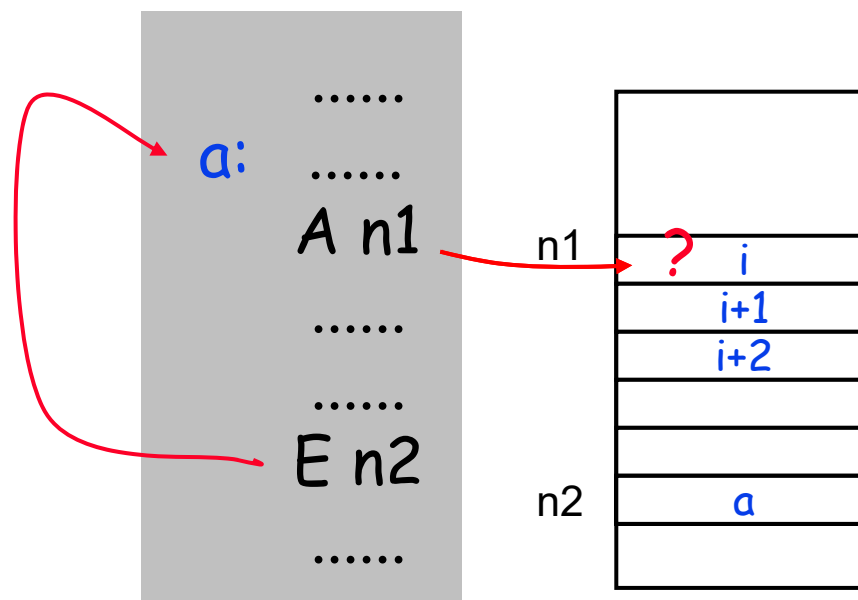 ......
a: ......
A n1
......
......
E n2
......
n1 ? i
i+1
i+2
n2 a